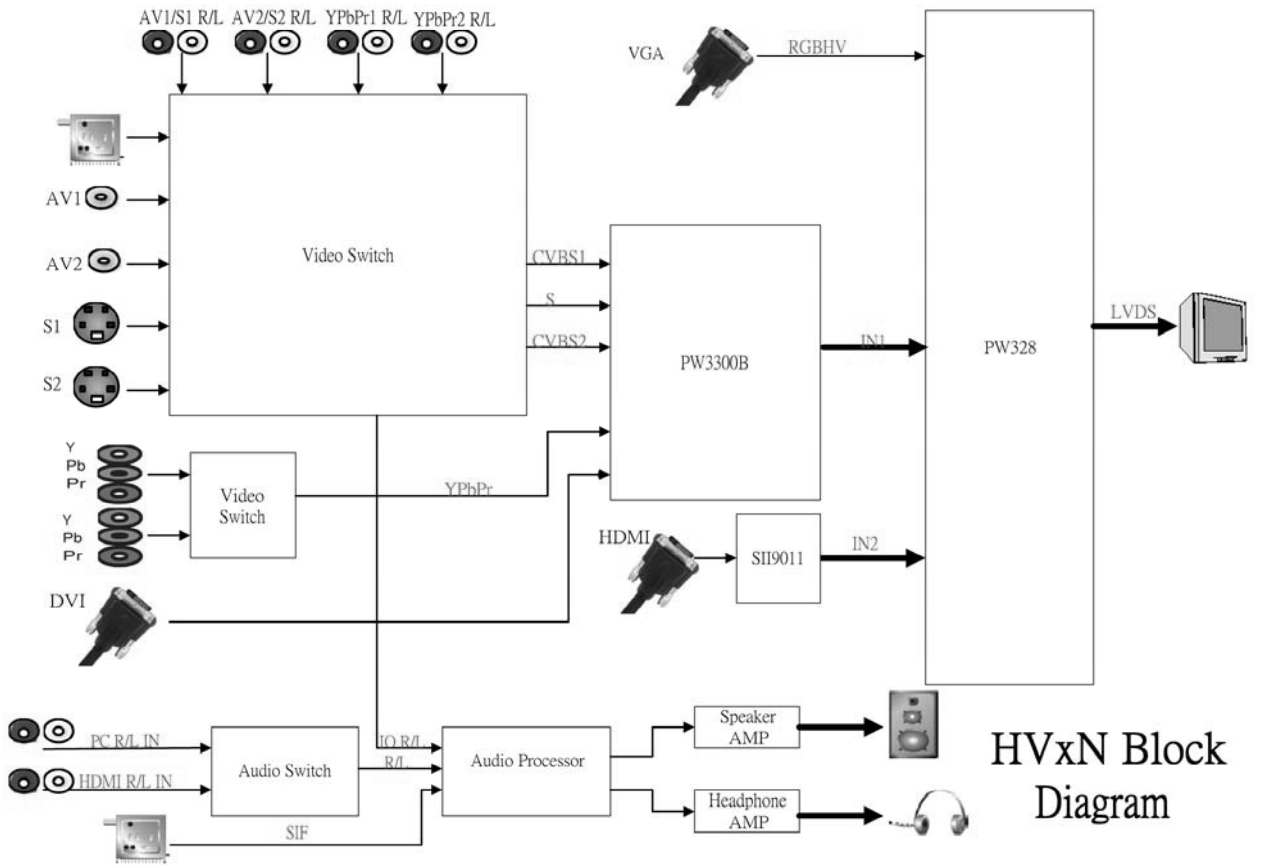 AV1/S1 R/L
AV2/S2 R/L
YPbPr1 R/L
YPbPr2 R/L
VGA
RGBHV
AV1
AV2
S1
S2
Video Switch
CVBS1
S
CVBS2
PW3300B
IN1
PW328
LVDS
Y
Pb
Pr
Y
Pb
Pr
Video
Switch
YPbPr
HDMI
SII9011
IN2
DVI
PC R/L IN
HDMI R/L IN
Audio Switch
IO R/L
R/L
SIF
Audio Processor
Speaker
AMP
Headphone
AMP
HVxN Block
Diagram